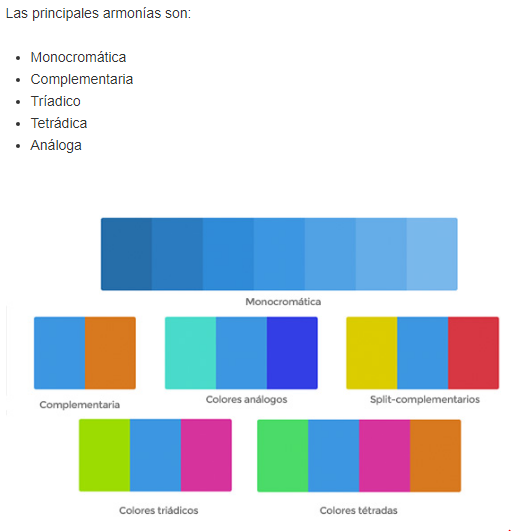 Las principales armonías son:
Monocromática
Complementaria
Tríadico
Tetrádica
Análoga
Monocromática
Complementaria
Colores análogos
Split-complementarios
Colores triádicos
Colores tétradas